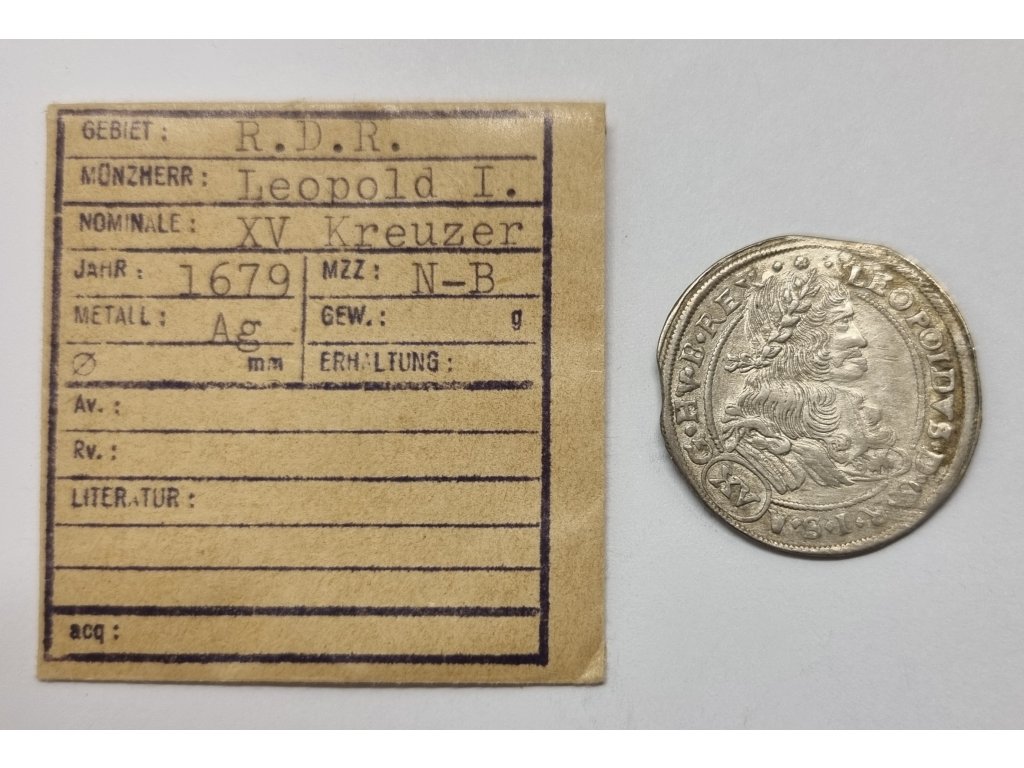 GEBIET: R.D.R.
MÜNZHERR: Leopold I.
NOMINALE: XV Kreuzer
JAHR: 1679 MZZ: N-B
METALL: Ag GEW.: g
Ø mm ERHALTUNG:
Av.:
Rv.:
LITERATUR:
acq:
LEOPOLDVS·D
S·I·
G·HV·B·REX
XV